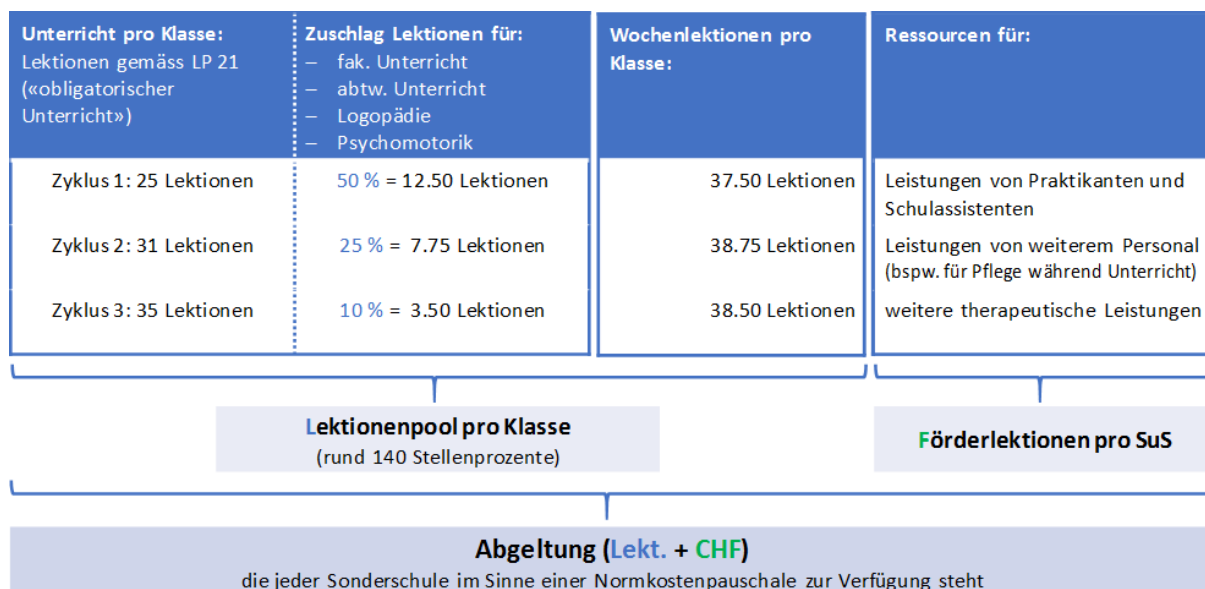 Unterricht pro Klasse:
Lektionen gemäss LP 21
(«obligatorischer
Unterricht»)
Zuschlag Lektionen für:
– fak. Unterricht
– abtw. Unterricht
– Logopädie
– Psychomotorik
Wochenlektionen pro
Klasse:
Ressourcen für:
Zyklus 1: 25 Lektionen
50 % = 12.50 Lektionen
37.50 Lektionen
Leistungen von Praktikanten und
Schulassistenten
Zyklus 2: 31 Lektionen
25 % = 7.75 Lektionen
38.75 Lektionen
Leistungen von weiterem Personal
(bspw. für Pflege während Unterricht)
Zyklus 3: 35 Lektionen
10 % = 3.50 Lektionen
38.50 Lektionen
weitere therapeutische Leistungen
Lektionenpool pro Klasse
(rund 140 Stellenprozente)
Förderlektionen pro SuS
Abgeltung (Lekt. + CHF)
die jeder Sonderschule im Sinne einer Normkostenpauschale zur Verfügung steht